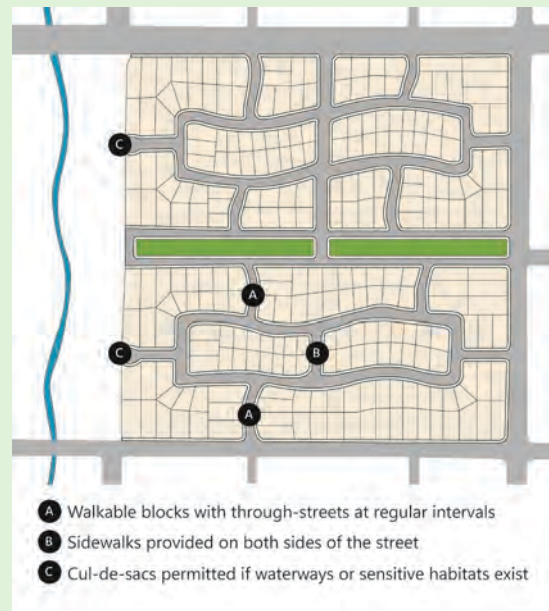 C
A
C
B
A
A Walkable blocks with through-streets at regular intervals
B Sidewalks provided on both sides of the street
C Cul-de-sacs permitted if waterways or sensitive habitats exist